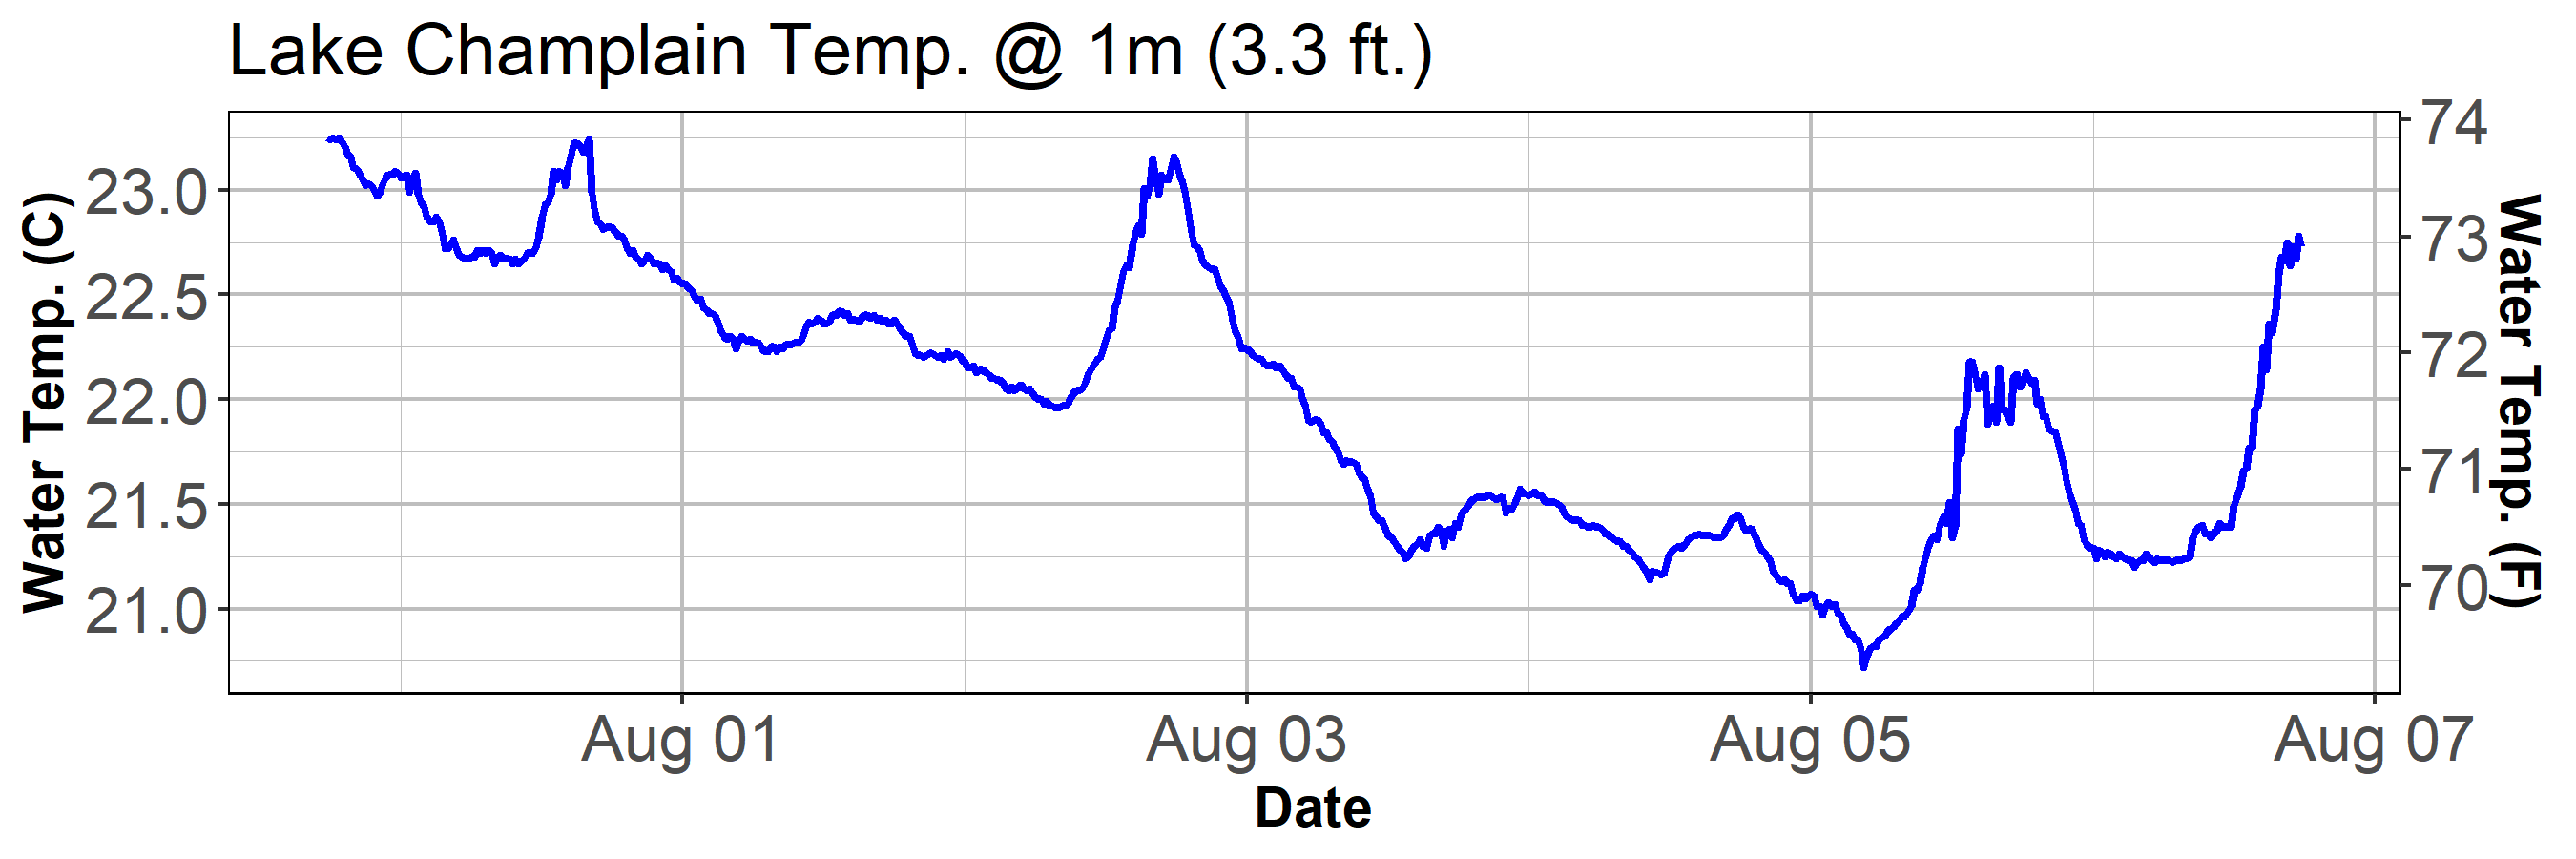 Lake Champlain Temp. @ 1m (3.3 ft.)
Water Temp. (C)
23.0
22.5
22.0
21.5
21.0
74
73
72
71
70
Water Temp. (F)
Aug 01 Aug 03 Aug 05 Aug 07
Date